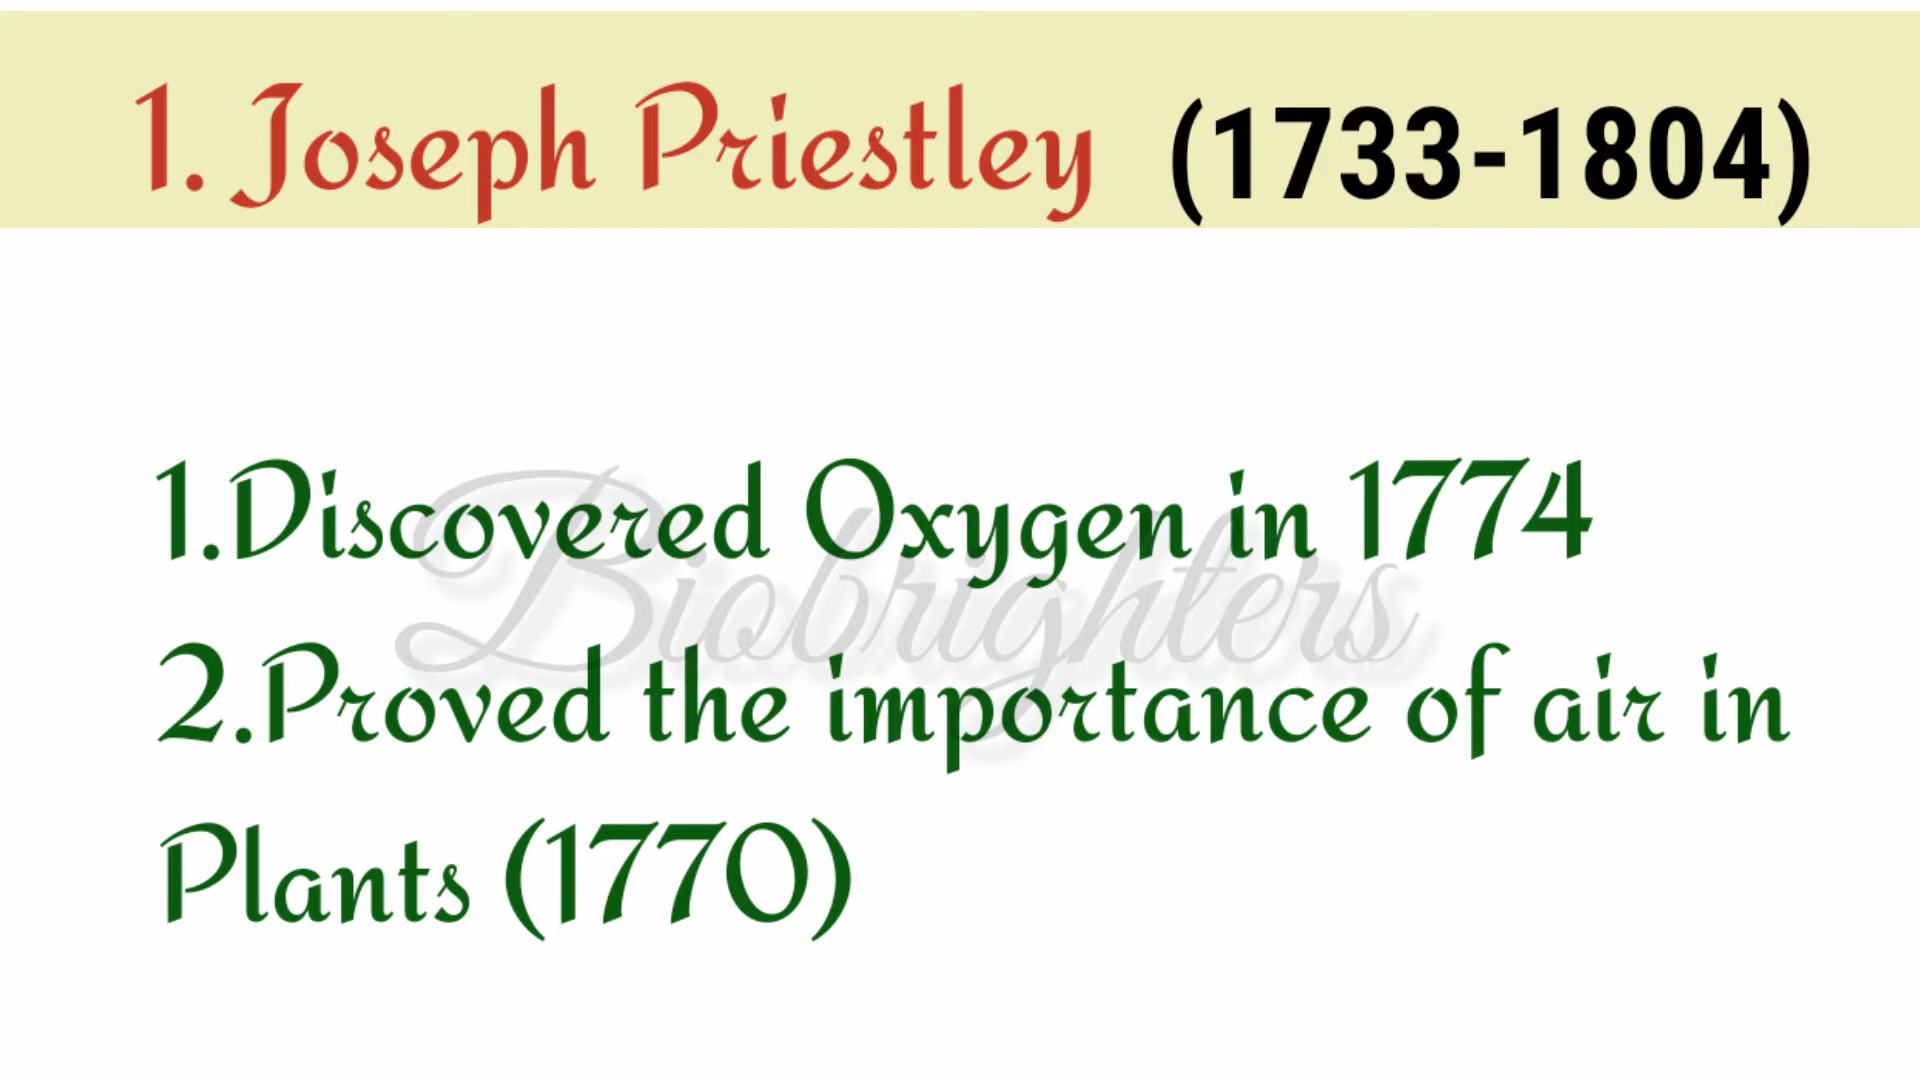 1. Joseph Priestley (1733-1804)
1.Discovered Oxygen in 1774
Biobrighters
2.Proved the importance of air in
Plants (1770)